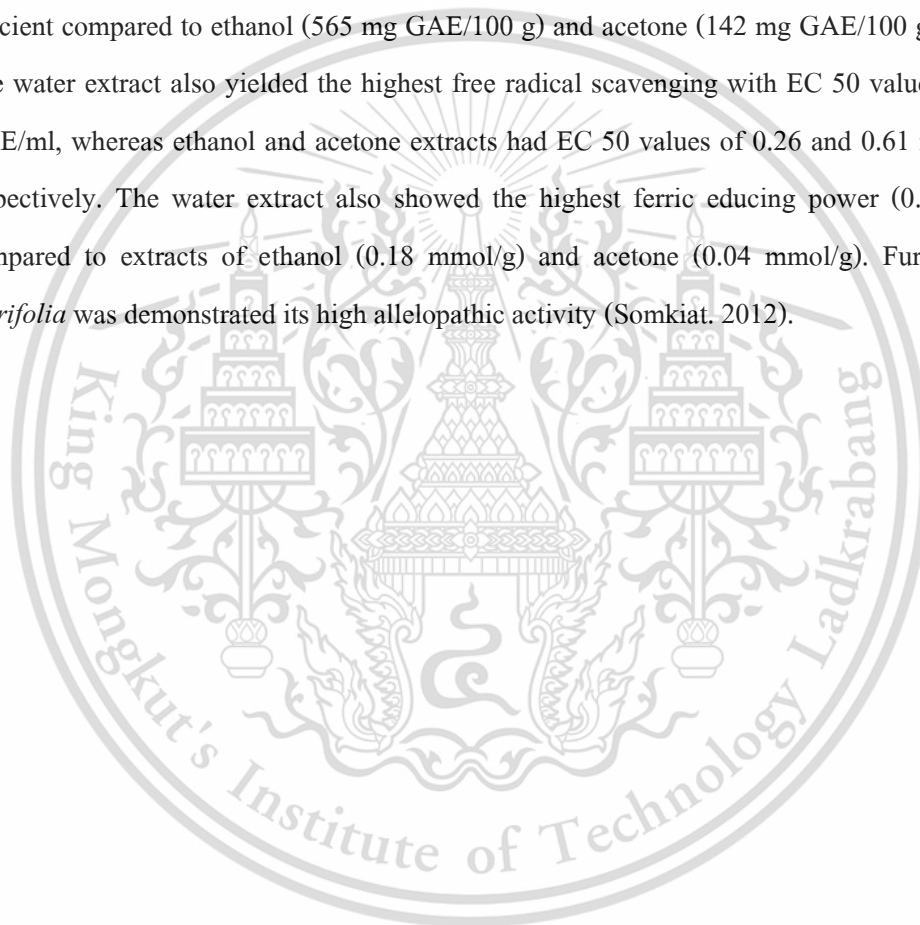 icient compared to ethanol (565 mg GAE/100 g) and acetone (142 mg GAE/100 g
e water extract also yielded the highest free radical scavenging with EC 50 value
E/ml, whereas ethanol and acetone extracts had EC 50 values of 0.26 and 0.61
pectively. The water extract also showed the highest ferric educing power (0.
mpared to extracts of ethanol (0.18 mmol/g) and acetone (0.04 mmol/g). Fur
rifolia was demonstrated its high allelopathic activity (Somkiat. 2012).
King Mongkut's Institute of Technology Ladkrabang